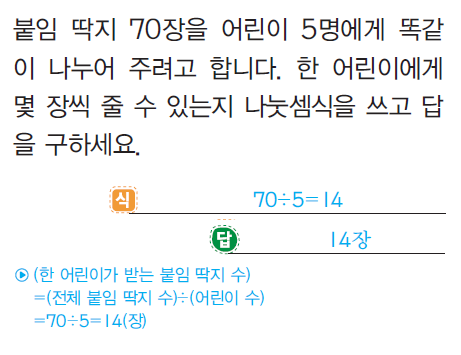 붙임 딱지 70장을 어린이 5명에게 똑같
이 나누어 주려고 합니다. 한 어린이에게
몇 장씩 줄 수 있는지 나눗셈식을 쓰고 답
을 구하세요.
식 70÷5=14
답 14장
(한 어린이가 받는 붙임 딱지 수)
=(전체 붙임 딱지 수)÷(어린이 수)
=70÷5=14(장)